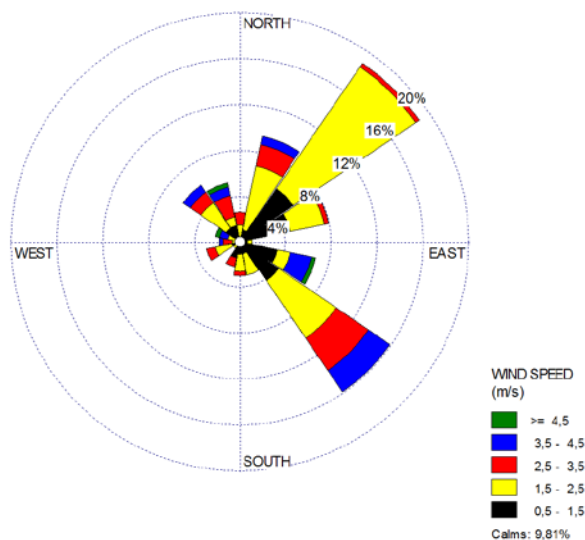 NORTH
20%
16%
12%
8%
4%
WEST
EAST
SOUTH
WIND SPEED
(m/s)
>= 4,5
3,5 - 4,5
2,5 - 3,5
1,5 - 2,5
0,5 - 1,5
Calms: 9,81%